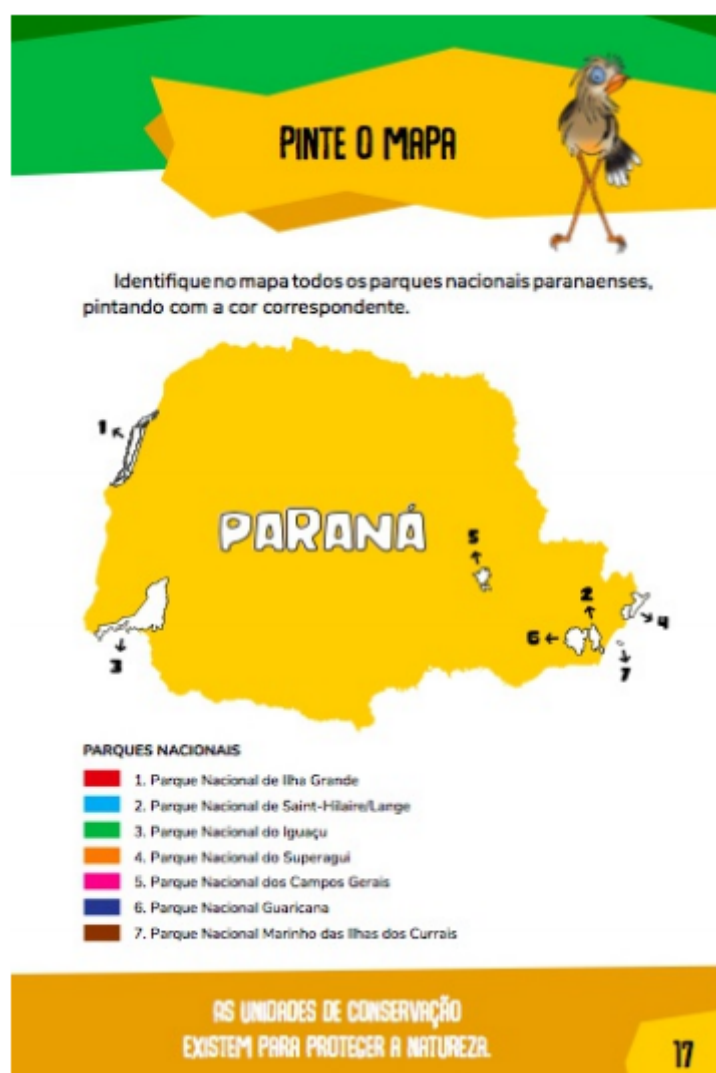 PINTE O MAPA
Identifique no mapa todos os parques nacionais paranaenses,
pintando com a cor correspondente.
1
PARANÁ
5
2
4
6
3
7
PARQUES NACIONAIS
1. Parque Nacional de Ilha Grande
2. Parque Nacional de Saint-Hilaire/Lange
3. Parque Nacional do Iguaçu
4. Parque Nacional do Superagui
5. Parque Nacional dos Campos Gerais
6. Parque Nacional Guaricana
7. Parque Nacional Marinho das Ilhas dos Currais
AS UNIDADES DE CONSERVAÇÃO
EXISTEM PARA PROTEGER A NATUREZA.
17